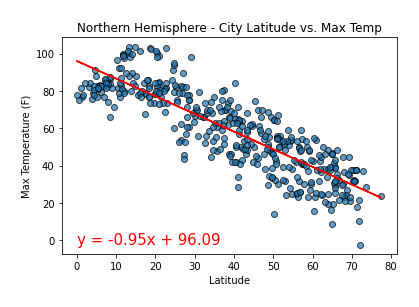 Northern Hemisphere - City Latitude vs. Max Temp
Max Temperature (F)
100
80
60
40
20
0
y = -0.95x + 96.09
0 10 20 30 40 50 60 70 80
Latitude